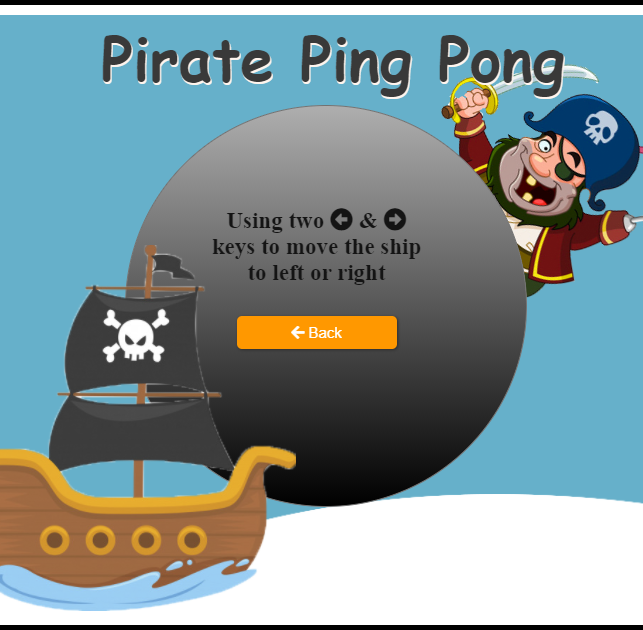 Pirate Ping Pong
Using two ← & →
keys to move the ship
to left or right
← Back